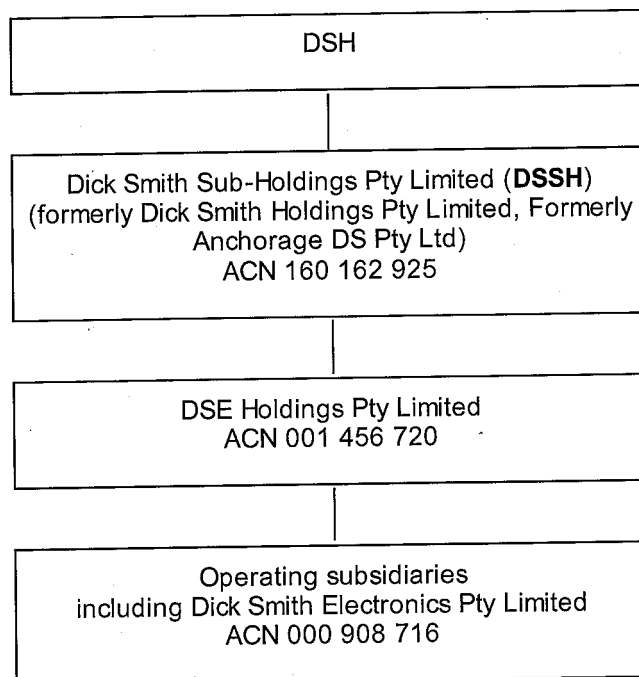 DSH
Dick Smith Sub-Holdings Pty Limited (DSSH)
(formerly Dick Smith Holdings Pty Limited, Formerly
Anchorage DS Pty Ltd)
ACN 160 162 925
DSE Holdings Pty Limited
ACN 001 456 720
Operating subsidiaries
including Dick Smith Electronics Pty Limited
ACN 000 908 716